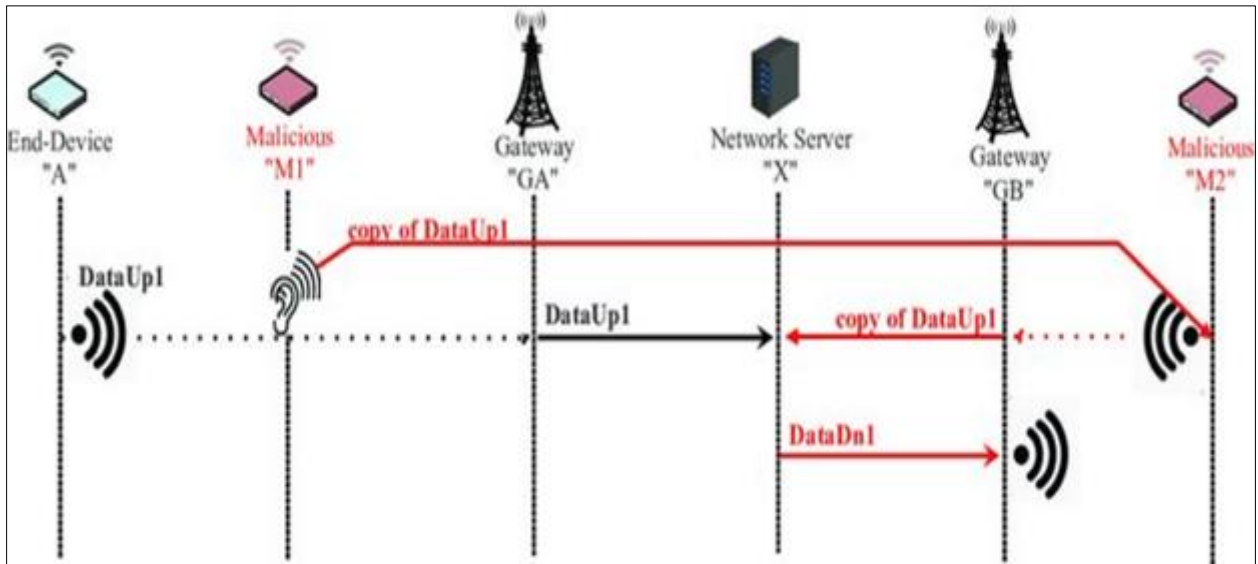 End-Device
"A"
Malicious
"M1"
Gateway
"GA"
Network Server
"X"
Gateway
"GB"
Malicious
"M2"
copy of DataUp1
DataUp1
DataUp1
copy of DataUp1
DataDn1